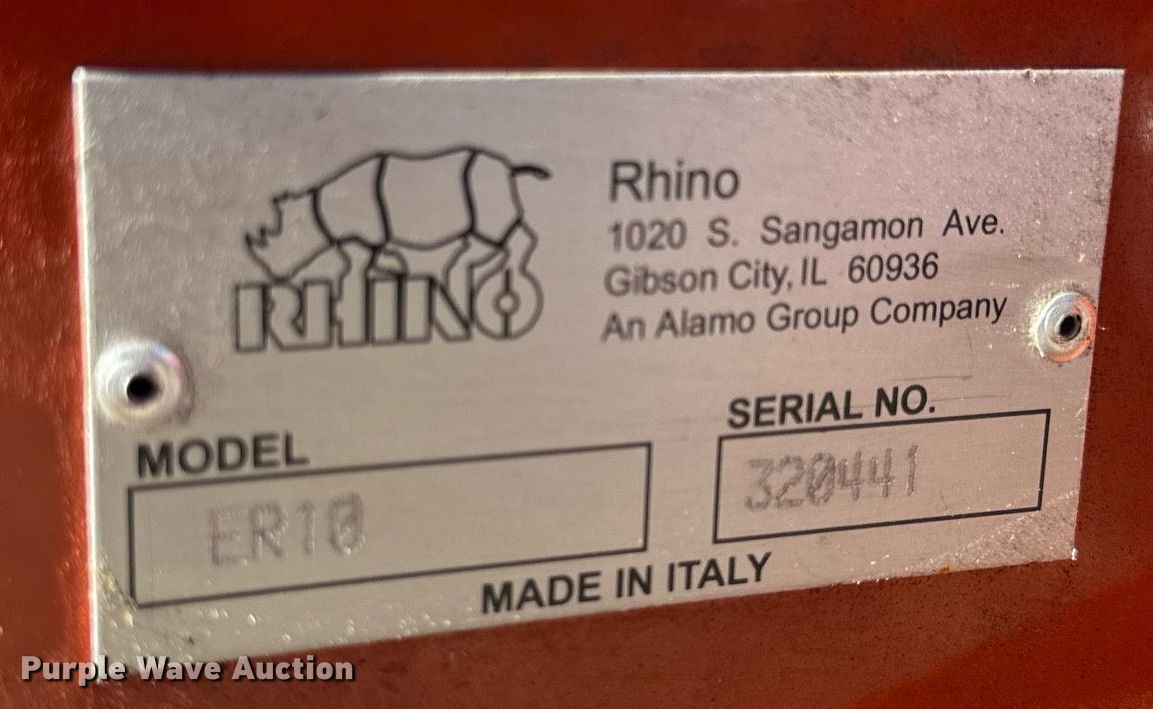 RHINO
Rhino
1020 S. Sangamon Ave.
Gibson City, IL 60936
An Alamo Group Company
MODEL
ER10
SERIAL NO.
320441
MADE IN ITALY
Purple Wave Auction